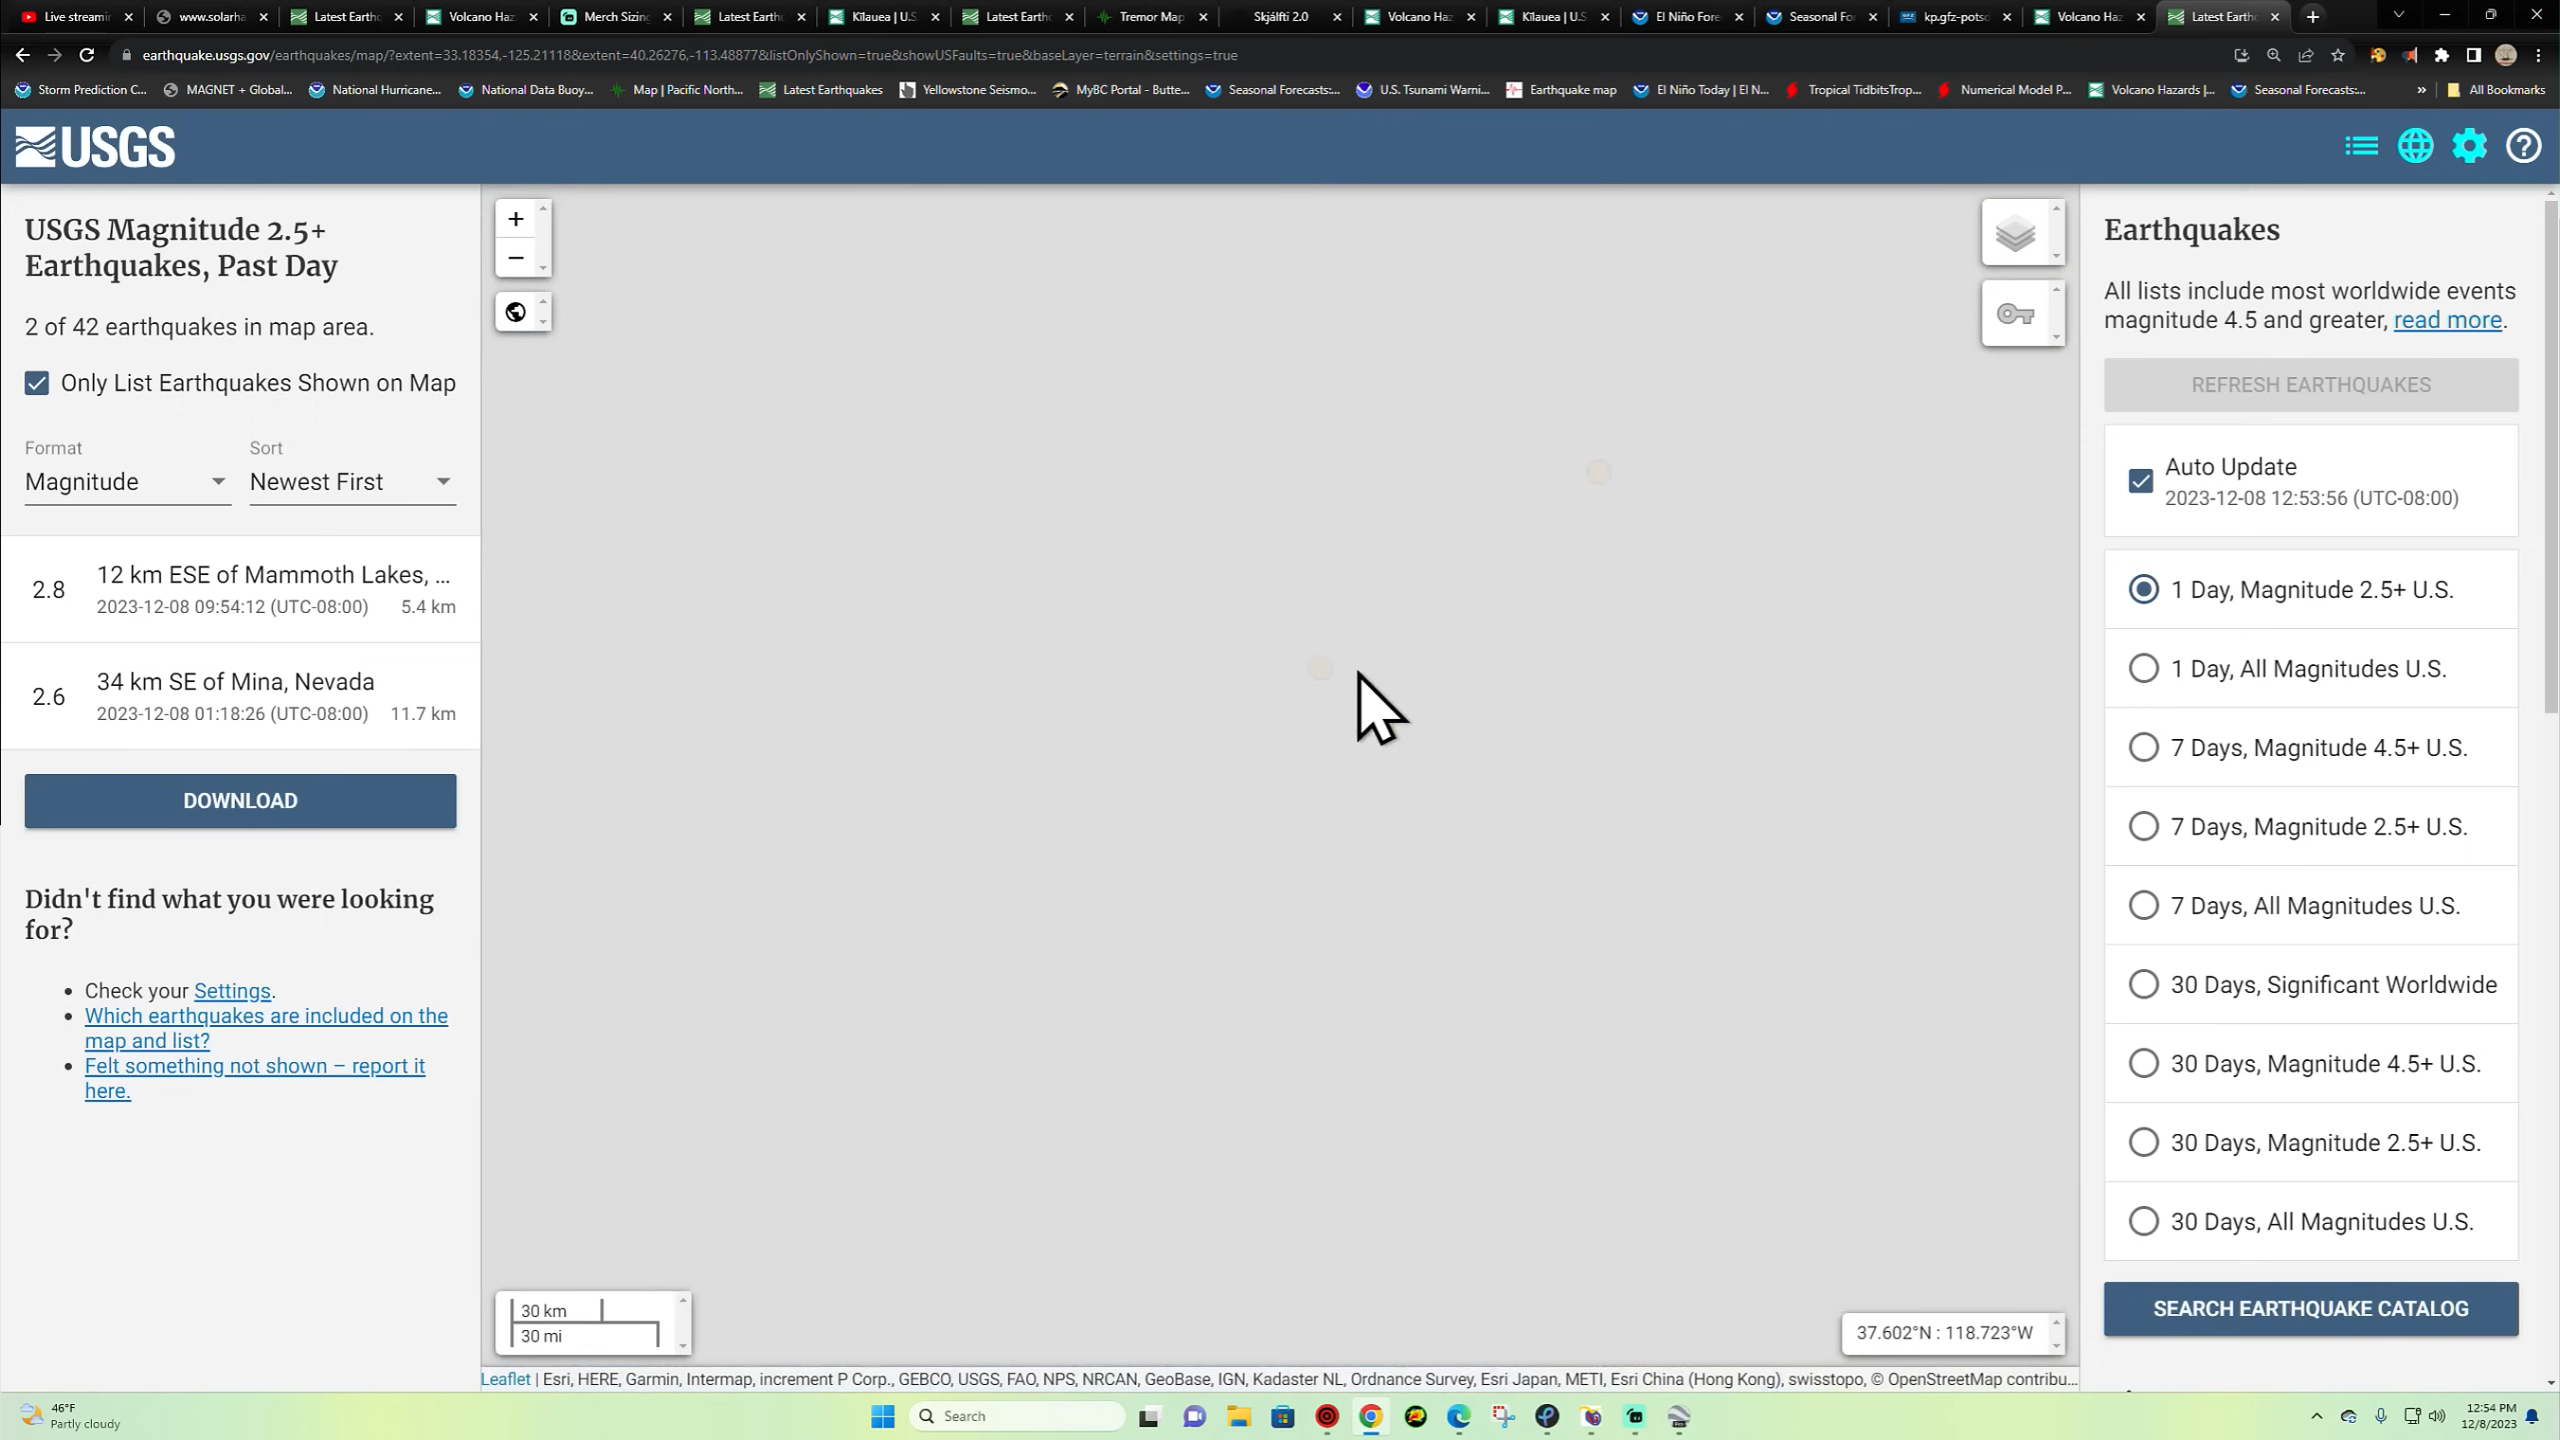 Live streami
www.solarha
Latest Earth
Volcano Haz
Merch Sizing
Latest Earth
Kīlauea | U.S
Latest Earth
Tremor Map
Skjálfti 2.0
Volcano Haz
Kīlauea | U.S
El Niño Fore
Seasonal Fo
kp.gfz-potsd
Volcano Haz
Latest Earth
earthquake.usgs.gov/earthquakes/map/?extent=33.18354,-125.21118&extent=40.26276,-113.48877&listOnlyShown=true&showUSFaults=true&baseLayer=terrain&settings=true
Storm Prediction C...
MAGNET + Global...
National Hurricane...
National Data Buoy...
Map | Pacific North...
Latest Earthquakes
Yellowstone Seismo...
MyBC Portal - Butte...
Seasonal Forecasts:...
U.S. Tsunami Warni...
Earthquake map
El Niño Today | El N...
Tropical TidbitsTrop...
Numerical Model P...
Volcano Hazards |...
Seasonal Forecasts:...
»
All Bookmarks
USGS
USGS Magnitude 2.5+
Earthquakes, Past Day
2 of 42 earthquakes in map area.
Only List Earthquakes Shown on Map
Format
Sort
Magnitude
Newest First
2.8
12 km ESE of Mammoth Lakes, ...
2023-12-08 09:54:12 (UTC-08:00)
5.4 km
2.6
34 km SE of Mina, Nevada
2023-12-08 01:18:26 (UTC-08:00)
11.7 km
DOWNLOAD
Didn't find what you were looking
for?
• Check your Settings.
• Which earthquakes are included on the
map and list?
• Felt something not shown – report it
here.
+
−
30 km
30 mi
37.602°N : 118.723°W
Leaflet | Esri, HERE, Garmin, Intermap, increment P Corp., GEBCO, USGS, FAO, NPS, NRCAN, GeoBase, IGN, Kadaster NL, Ordnance Survey, Esri Japan, METI, Esri China (Hong Kong), swisstopo, © OpenStreetMap contribu...
Earthquakes
All lists include most worldwide events
magnitude 4.5 and greater, read more.
REFRESH EARTHQUAKES
Auto Update
2023-12-08 12:53:56 (UTC-08:00)
1 Day, Magnitude 2.5+ U.S.
1 Day, All Magnitudes U.S.
7 Days, Magnitude 4.5+ U.S.
7 Days, Magnitude 2.5+ U.S.
7 Days, All Magnitudes U.S.
30 Days, Significant Worldwide
30 Days, Magnitude 4.5+ U.S.
30 Days, Magnitude 2.5+ U.S.
30 Days, All Magnitudes U.S.
SEARCH EARTHQUAKE CATALOG
46°F
Partly cloudy
Search
12:54 PM
12/8/2023